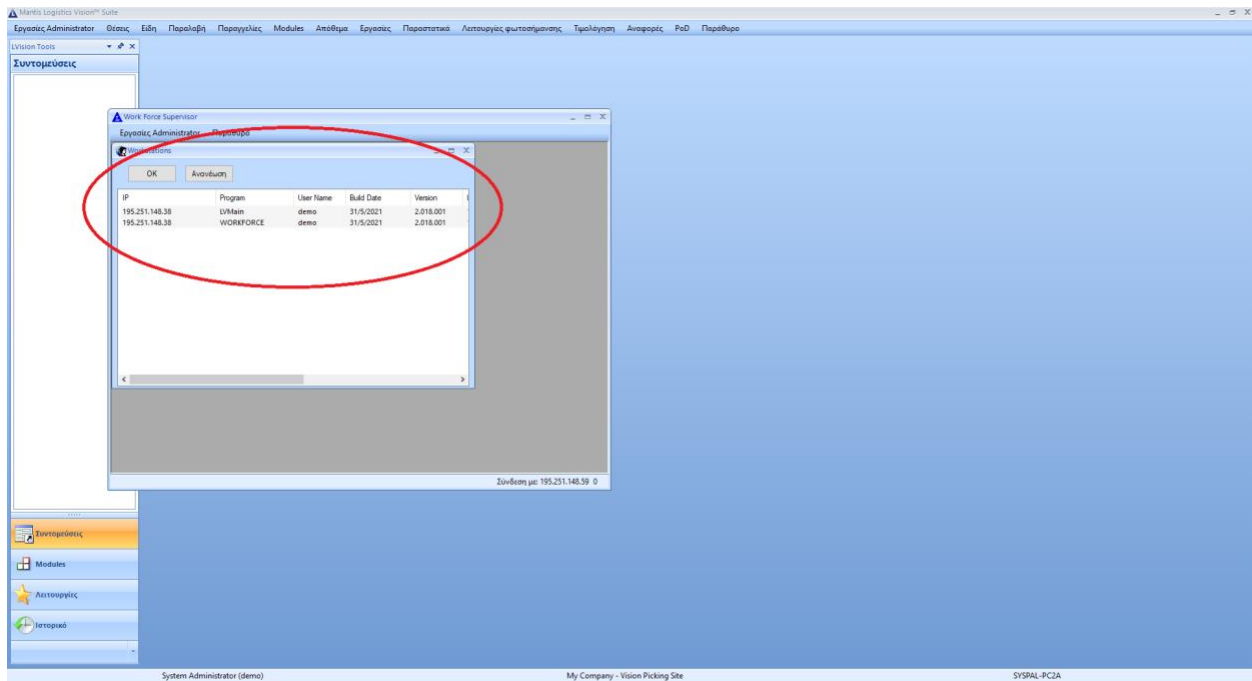 Mantis Logistics Vision™ Suite
Εργασίες Administrator Θέσεις Είδη Παραλαβή Παραγγελίες Modules Απόθεμα Εργασίες Παραστατικά Λειτουργίες φωτοσήμανσης Τιμολόγηση Αναφορές PoD Παράθυρο
LVision Tools
Συντομεύσεις
Work Force Supervisor
Εργασίες Administrator Παράθυρο
Workstations
OK Ανανέωση
IP Program User Name Build Date Version
195.251.148.38 LVMain demo 31/5/2021 2.018.001
195.251.148.38 WORKFORCE demo 31/5/2021 2.018.001
Σύνδεση με: 195.251.148.59 0
Συντομεύσεις
Modules
Λειτουργίες
Ιστορικό
System Administrator (demo) My Company - Vision Picking Site SYSPAL-PC2A